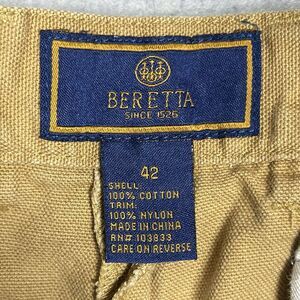 BERETTA
SINCE 1526
42
SHELL:
100% COTTON
TRIM:
100% NYLON
MADE IN CHINA
RN# 103833
CARE ON REVERSE